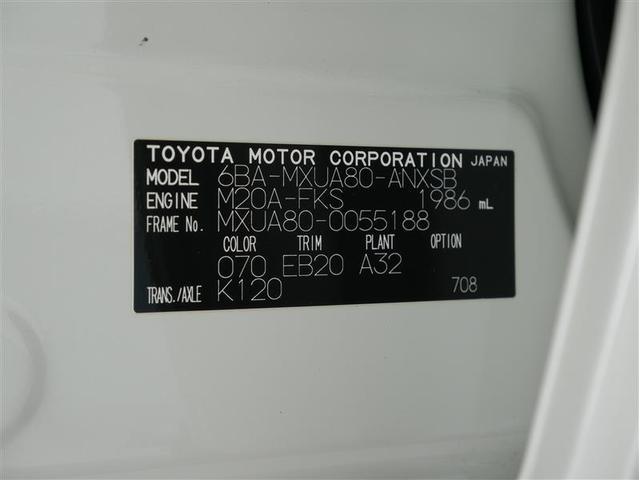 TOYOTA MOTOR CORPORATION JAPAN
MODEL 6BA-MXUA80-ANXSB
ENGINE M20A-FKS 1986 mL
FRAME No. MXUA80-0055188
COLOR TRIM PLANT OPTION
070 EB20 A32
TRANS./AXLE K120 708